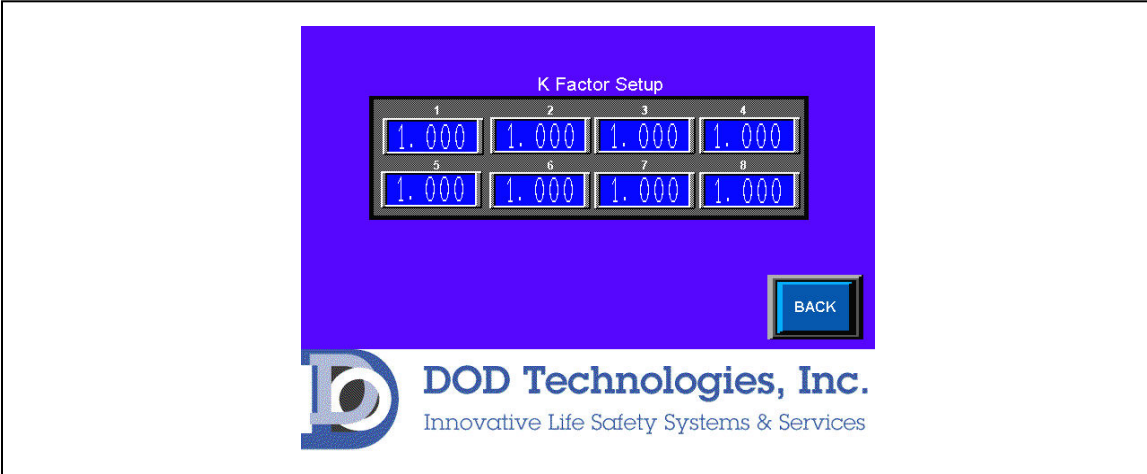 K Factor Setup
1 2 3 4
1.000 1.000 1.000 1.000
5 6 7 8
1.000 1.000 1.000 1.000
BACK
DOD Technologies, Inc.
Innovative Life Safety Systems & Services